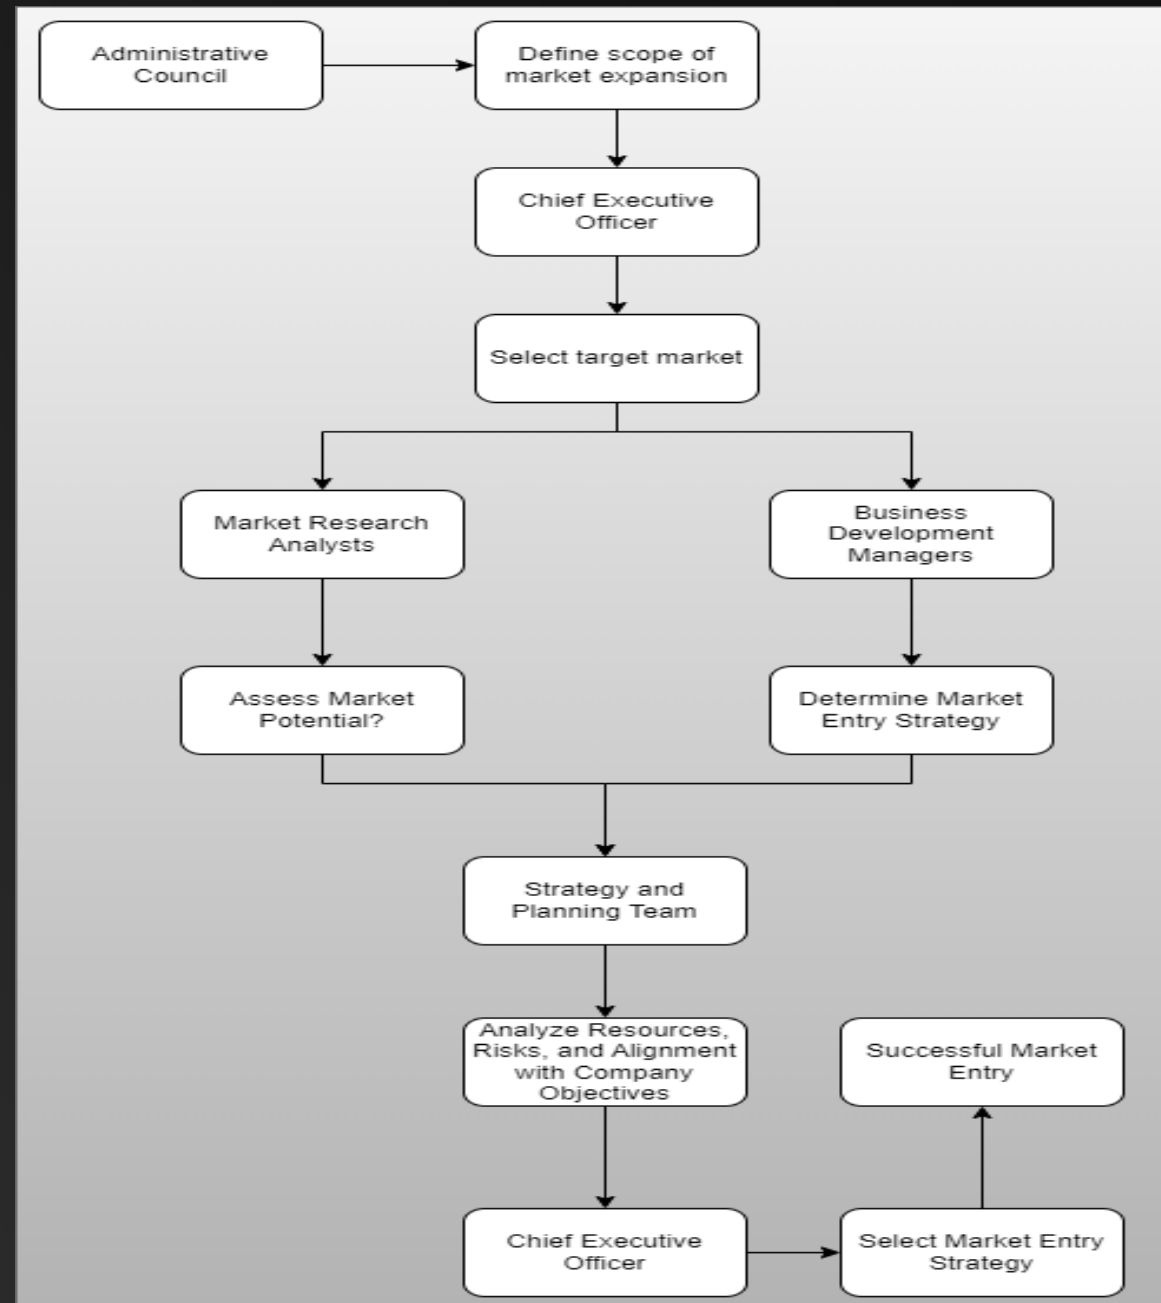 Administrative
Council
Define scope of
market expansion
Chief Executive
Officer
Select target market
Market Research
Analysts
Business
Development
Managers
Assess Market
Potential?
Determine Market
Entry Strategy
Strategy and
Planning Team
Analyze Resources,
Risks, and Alignment
with Company
Objectives
Successful Market
Entry
Chief Executive
Officer
Select Market Entry
Strategy